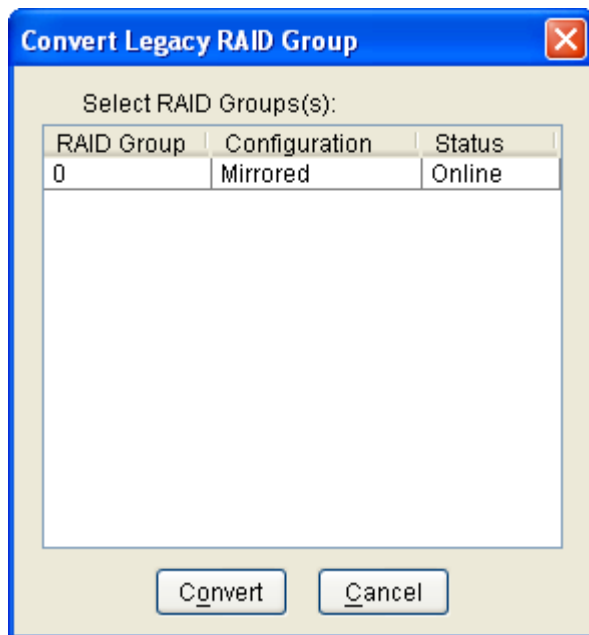 Convert Legacy RAID Group
Select RAID Groups(s):
RAID Group Configuration Status
0 Mirrored Online
Convert Cancel